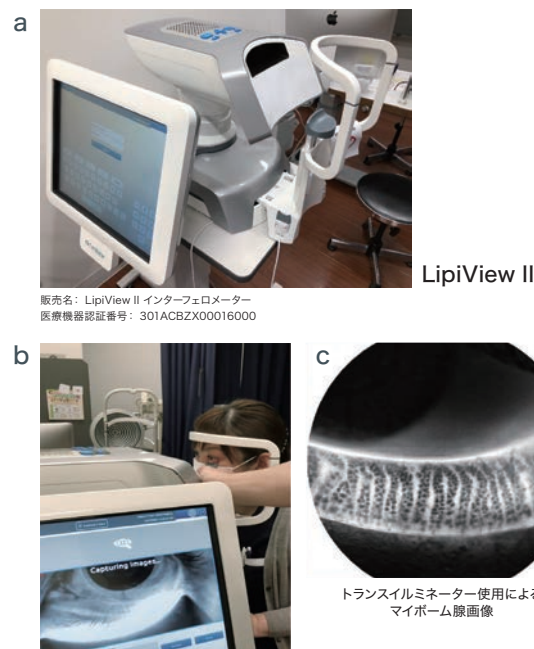 a
LipiView II
販売名： LipiView II インターフェロメーター
医療機器認証番号： 301ACBZX00016000
b
c
Capturing images...
トランスイルミネーター使用による
マイボーム腺画像